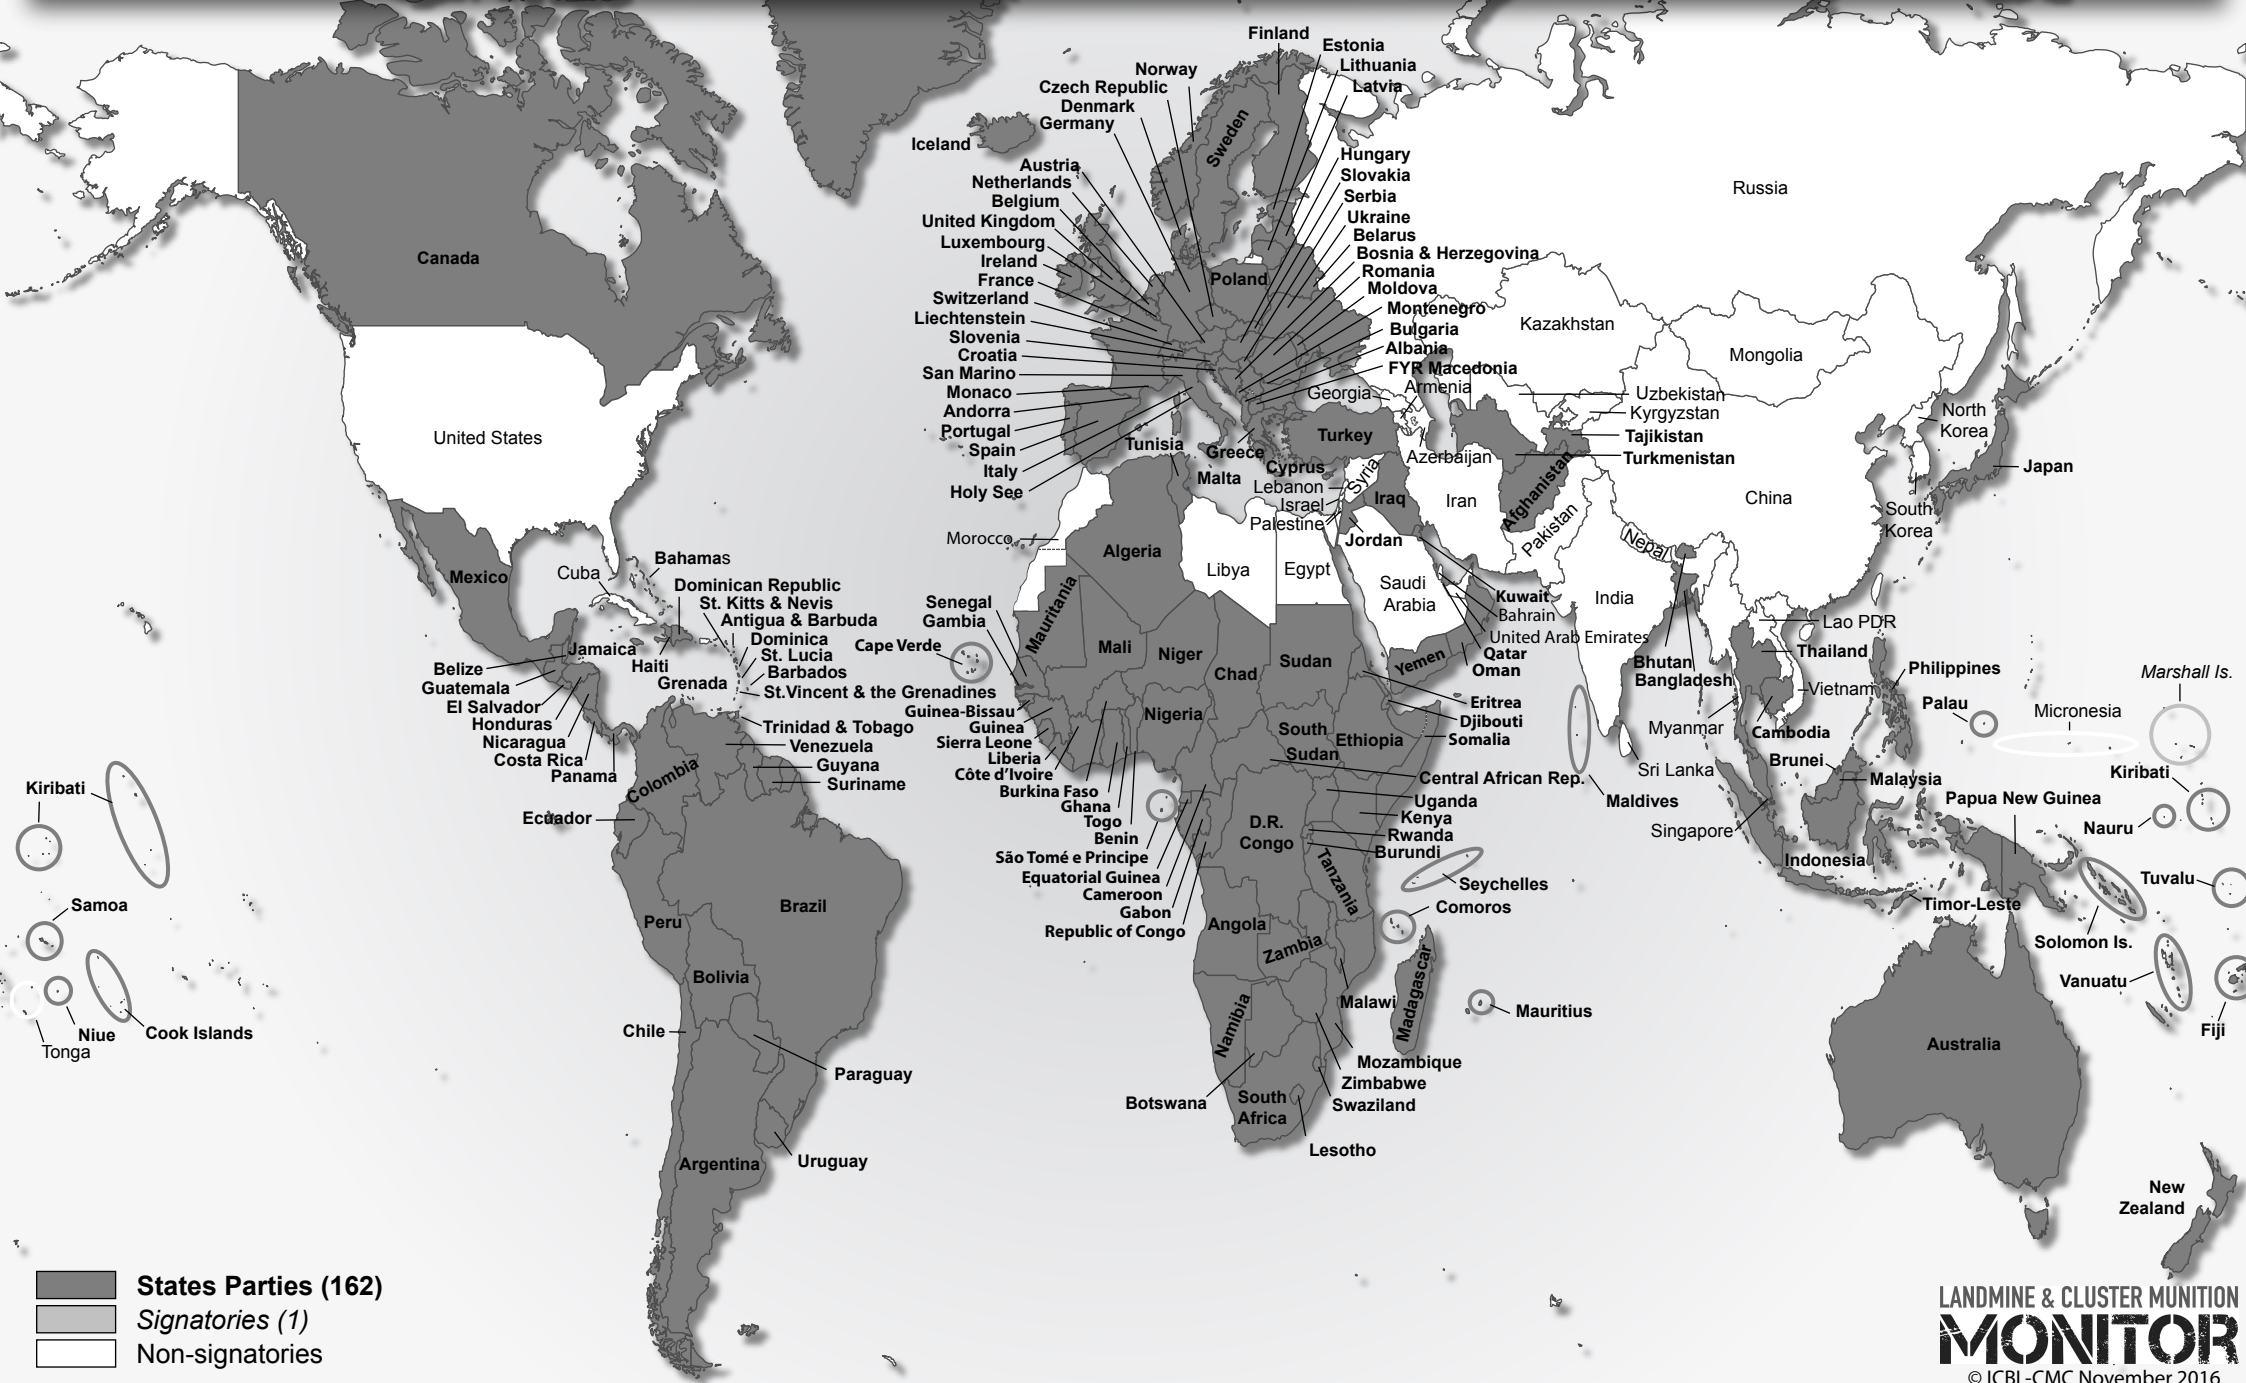 Finland
Estonia
Lithuania
Latvia
Norway
Czech Republic
Denmark
Germany
Iceland
Sweden
Austria
Netherlands
Belgium
United Kingdom
Luxembourg
Ireland
France
Switzerland
Liechtenstein
Slovenia
Croatia
San Marino
Monaco
Andorra
Portugal
Spain
Italy
Holy See
Poland
Hungary
Slovakia
Serbia
Ukraine
Belarus
Bosnia & Herzegovina
Romania
Moldova
Montenegro
Bulgaria
Albania
FYR Macedonia
Armenia
Georgia
Azerbaijan
Turkey
Tunisia
Greece
Malta
Cyprus
Lebanon
Israel
Palestine
Syria
Iraq
Iran
Jordan
Russia
Kazakhstan
Mongolia
Uzbekistan
Kyrgyzstan
Tajikistan
Turkmenistan
Afghanistan
Pakistan
Nepal
China
North
Korea
South
Korea
Japan
Canada
United States
Mexico
Cuba
Bahamas
Dominican Republic
St. Kitts & Nevis
Antigua & Barbuda
Dominica
St. Lucia
Barbados
St.Vincent & the Grenadines
Jamaica
Haiti
Grenada
Trinidad & Tobago
Venezuela
Guyana
Suriname
Belize
Guatemala
El Salvador
Honduras
Nicaragua
Costa Rica
Panama
Colombia
Ecuador
Peru
Brazil
Bolivia
Chile
Paraguay
Uruguay
Argentina
Kiribati
Samoa
Niue
Tonga
Cook Islands
Morocco
Algeria
Libya
Egypt
Mauritania
Mali
Niger
Chad
Sudan
Senegal
Gambia
Cape Verde
Guinea-Bissau
Guinea
Sierra Leone
Liberia
Côte d'Ivoire
Burkina Faso
Ghana
Togo
Benin
São Tomé e Principe
Equatorial Guinea
Cameroon
Gabon
Republic of Congo
Nigeria
South
Sudan
Ethiopia
Eritrea
Djibouti
Somalia
Central African Rep.
Uganda
Kenya
Rwanda
Burundi
D.R.
Congo
Tanzania
Seychelles
Comoros
Angola
Zambia
Malawi
Madagascar
Mauritius
Namibia
Mozambique
Zimbabwe
Swaziland
Botswana
South
Africa
Lesotho
Saudi
Arabia
Kuwait
Bahrain
United Arab Emirates
Qatar
Oman
Yemen
India
Bhutan
Bangladesh
Myanmar
Sri Lanka
Maldives
Lao PDR
Thailand
Vietnam
Cambodia
Brunei
Malaysia
Singapore
Indonesia
Philippines
Palau
Micronesia
Marshall Is.
Kiribati
Nauru
Papua New Guinea
Timor-Leste
Tuvalu
Solomon Is.
Vanuatu
Fiji
Australia
New
Zealand
States Parties (162)
Signatories (1)
Non-signatories
LANDMINE & CLUSTER MUNITION
MONITOR
© ICBL-CMC November 2016